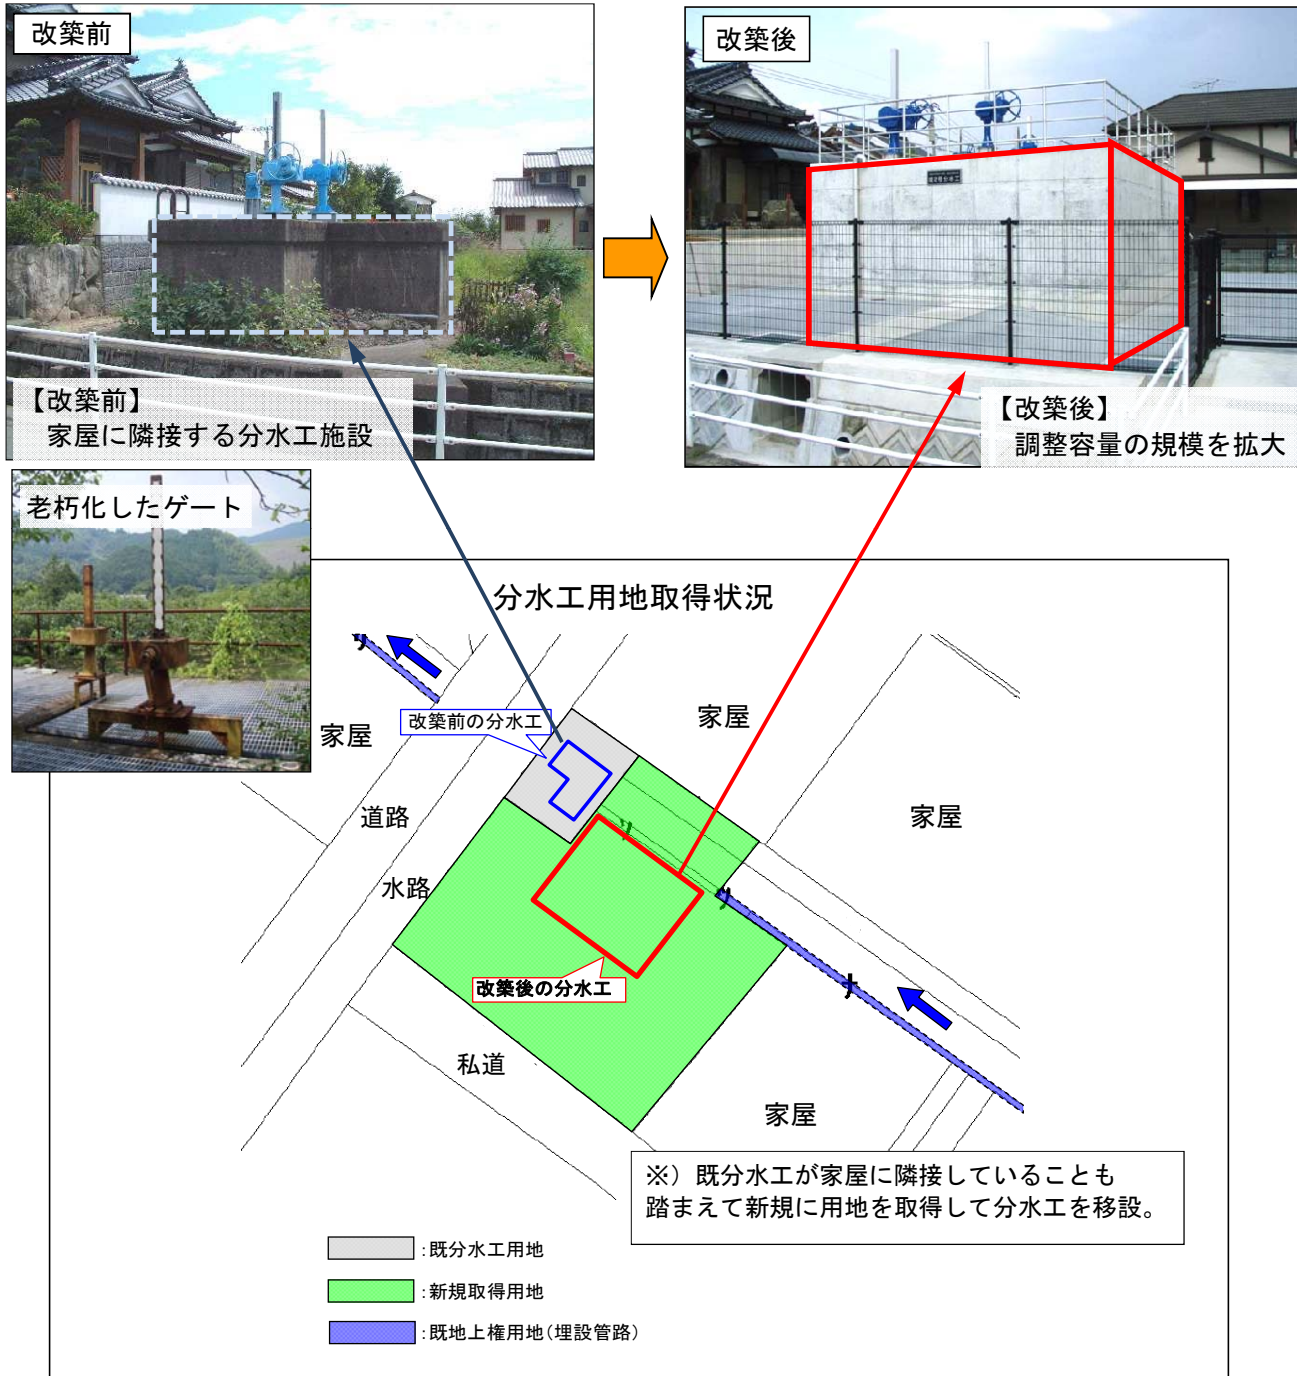 改築前
改築後
【改築前】
家屋に隣接する分水工施設
【改築後】
調整容量の規模を拡大
老朽化したゲート
分水工用地取得状況
改築前の分水工
家屋
家屋
家屋
道路
水路
改築後の分水工
私道
家屋
※）既分水工が家屋に隣接していることも
踏まえて新規に用地を取得して分水工を移設。
：既分水工用地
：新規取得用地
：既地上権用地（埋設管路）